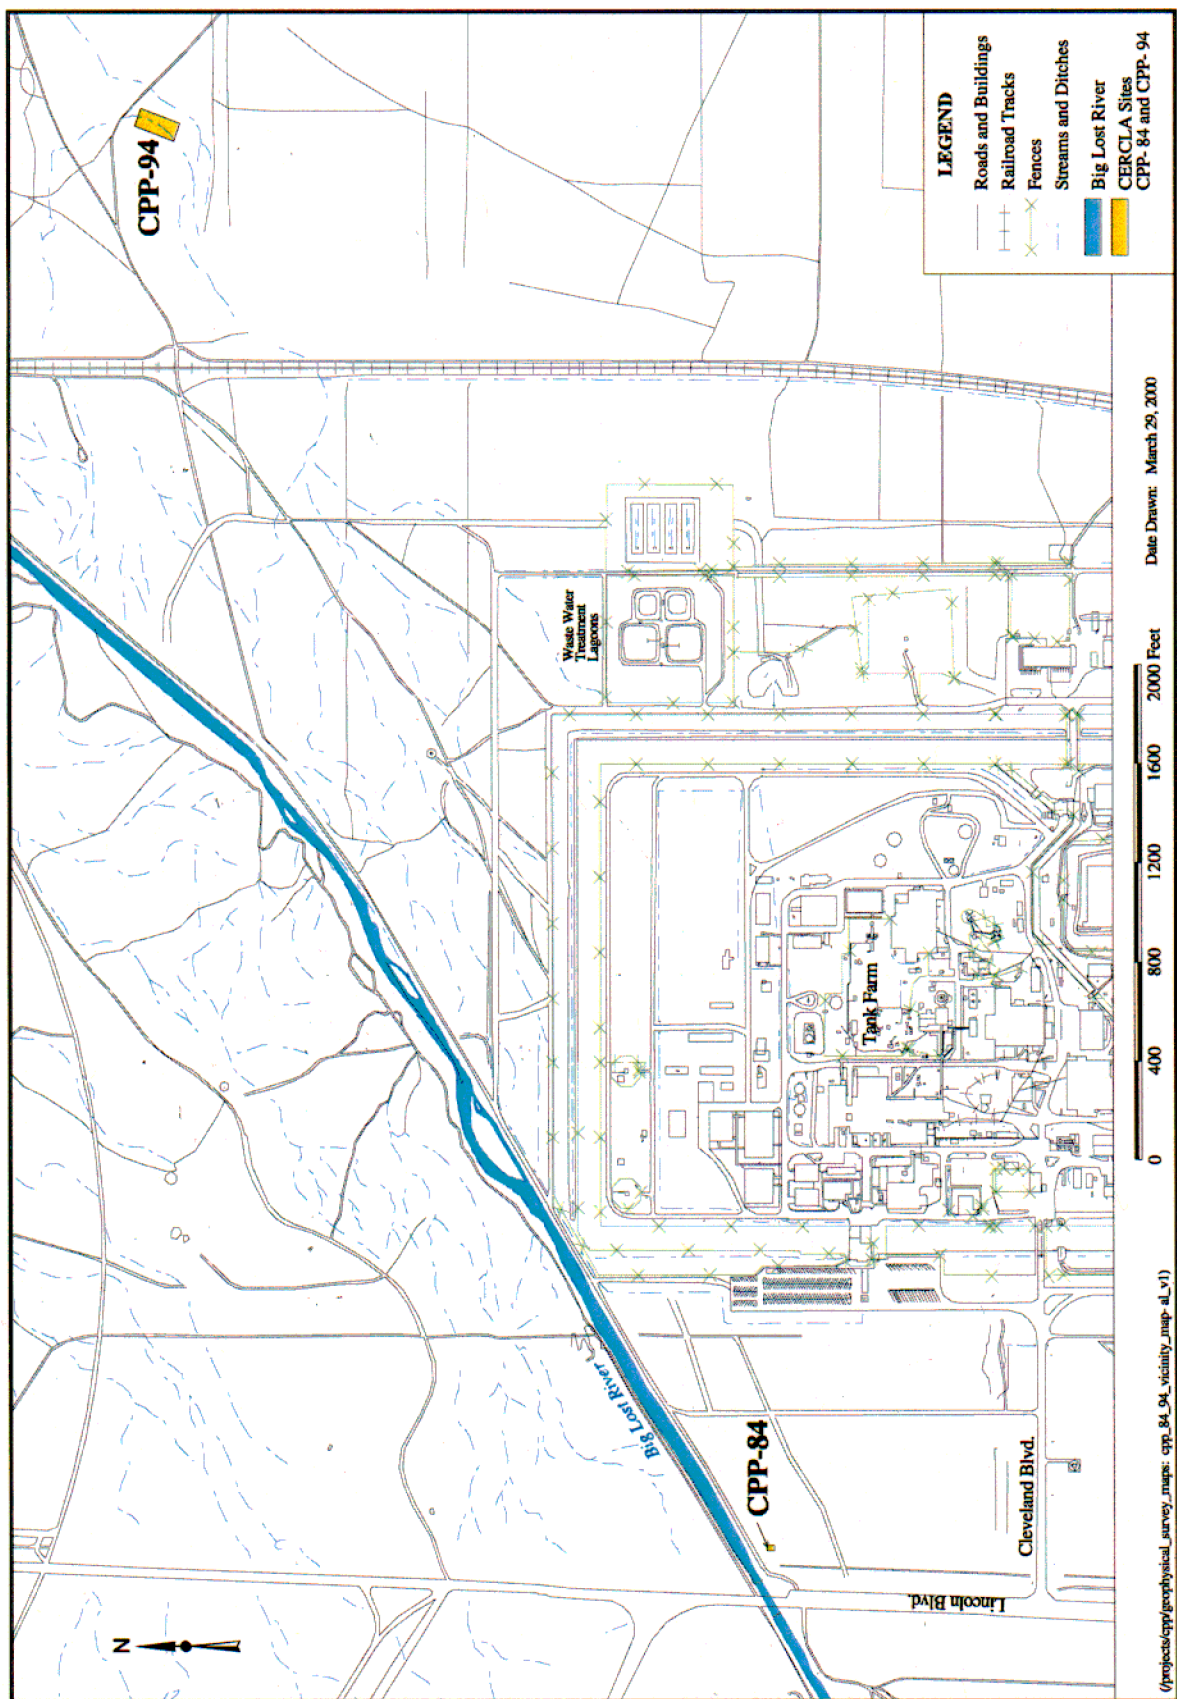 CPP-94
LEGEND
Roads and Buildings
Railroad Tracks
Fences
Streams and Ditches
Big Lost River
CERCLA Sites
CPP- 84 and CPP- 94
Waste Water
Treatment
Lagoons
Tank Farm
Big Lost River
CPP-84
Cleveland Blvd.
Lincoln Blvd.
N
0 400 800 1200 1600 2000 Feet
Date Drawn: March 29, 2000
(/projects/cpp/geophysical_survey_maps: cpp_84_94_vicinity_map- al_v1)